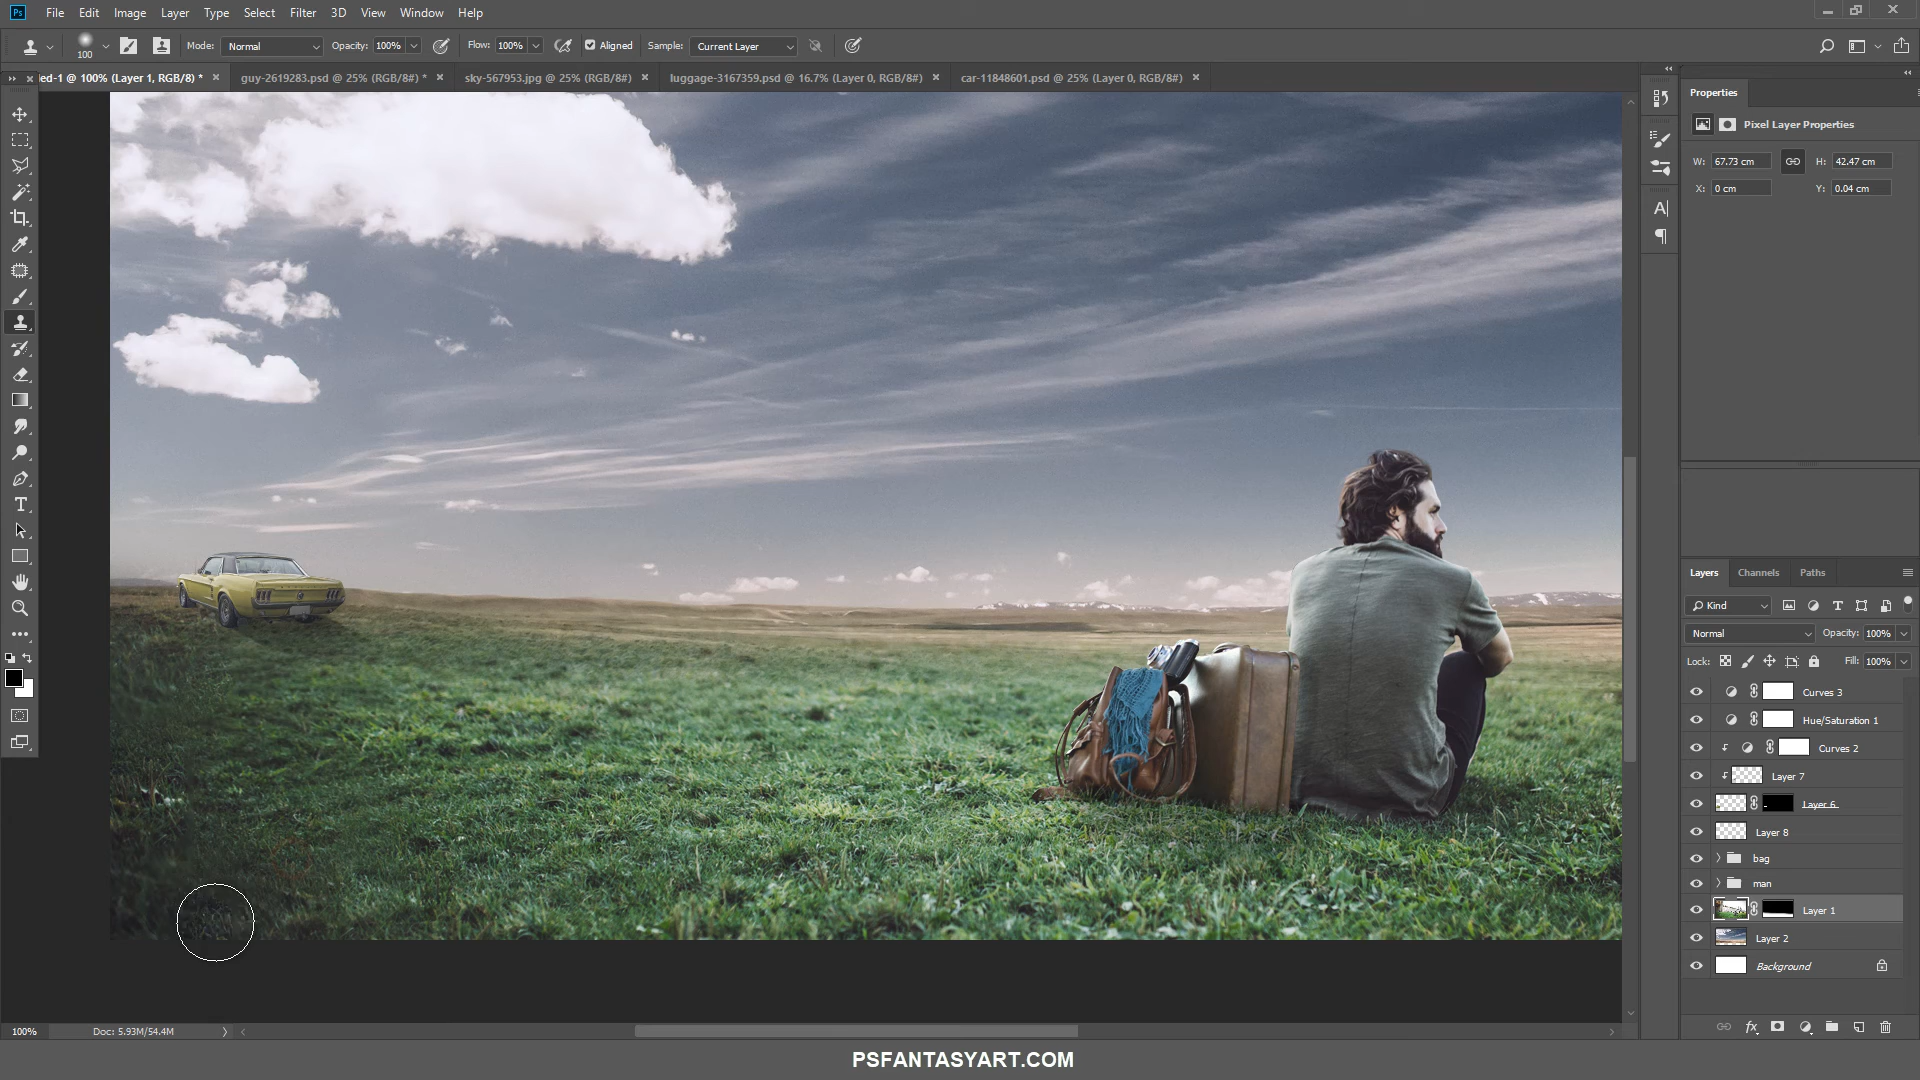 Ps File Edit Image Layer Type Select Filter 3D View Window Help
100 Mode: Normal Opacity: 100% Flow: 100% Aligned Sample: Current Layer
ed-1 @ 100% (Layer 1, RGB/8) * × guy-2619283.psd @ 25% (RGB/8#) * × sky-567953.jpg @ 25% (RGB/8#) × luggage-3167359.psd @ 16.7% (Layer 0, RGB/8#) × car-11848601.psd @ 25% (Layer 0, RGB/8#) ×
Properties
Pixel Layer Properties
W: 67.73 cm H: 42.47 cm
X: 0 cm Y: 0.04 cm
Layers Channels Paths
Kind
Normal Opacity: 100%
Lock: Fill: 100%
Curves 3
Hue/Saturation 1
Curves 2
Layer 7
Layer 6
Layer 8
bag
man
Layer 1
Layer 2
Background
fx
100% Doc: 5.93M/54.4M
PSFANTASYART.COM